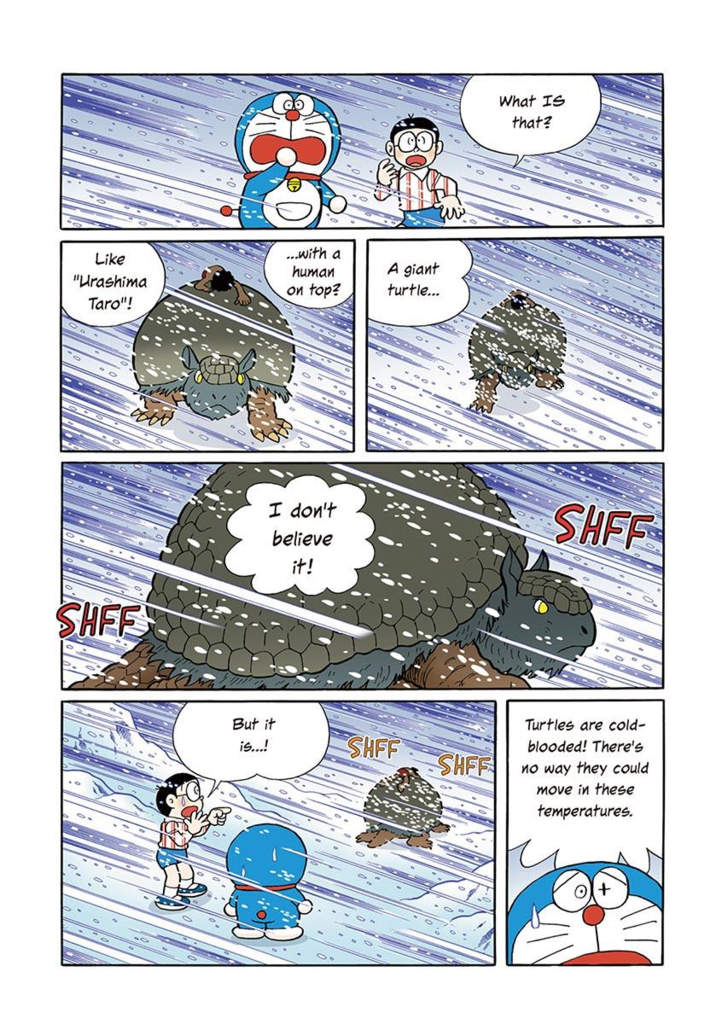 What IS
that?
A giant
turtle...
...with a
human
on top?
Like
"Urashima
Taro"!
SHFF
I don't
believe
it!
SHFF
Turtles are cold-
blooded! There's
no way they could
move in these
temperatures.
But it
is...!
SHFF
SHFF